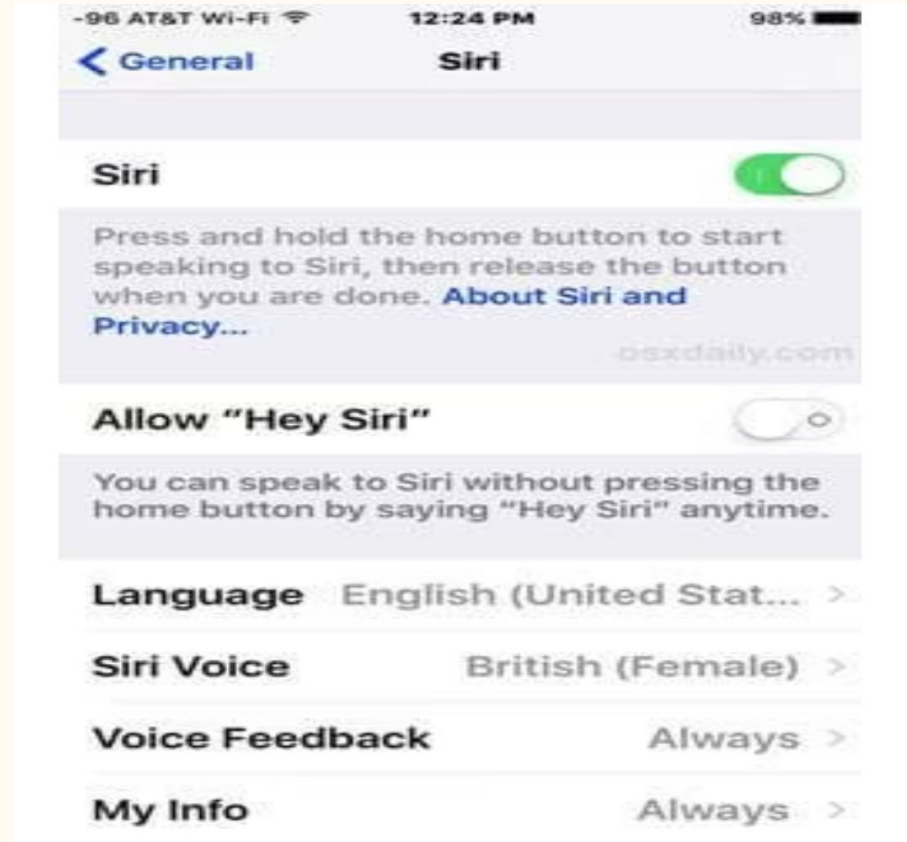 -96 AT&T Wi-Fi 12:24 PM 98%
General Siri
Siri
Press and hold the home button to start
speaking to Siri, then release the button
when you are done. About Siri and
Privacy...
osxdaily.com
Allow “Hey Siri”
You can speak to Siri without pressing the
home button by saying “Hey Siri” anytime.
Language English (United Stat...
Siri Voice British (Female)
Voice Feedback Always
My Info Always